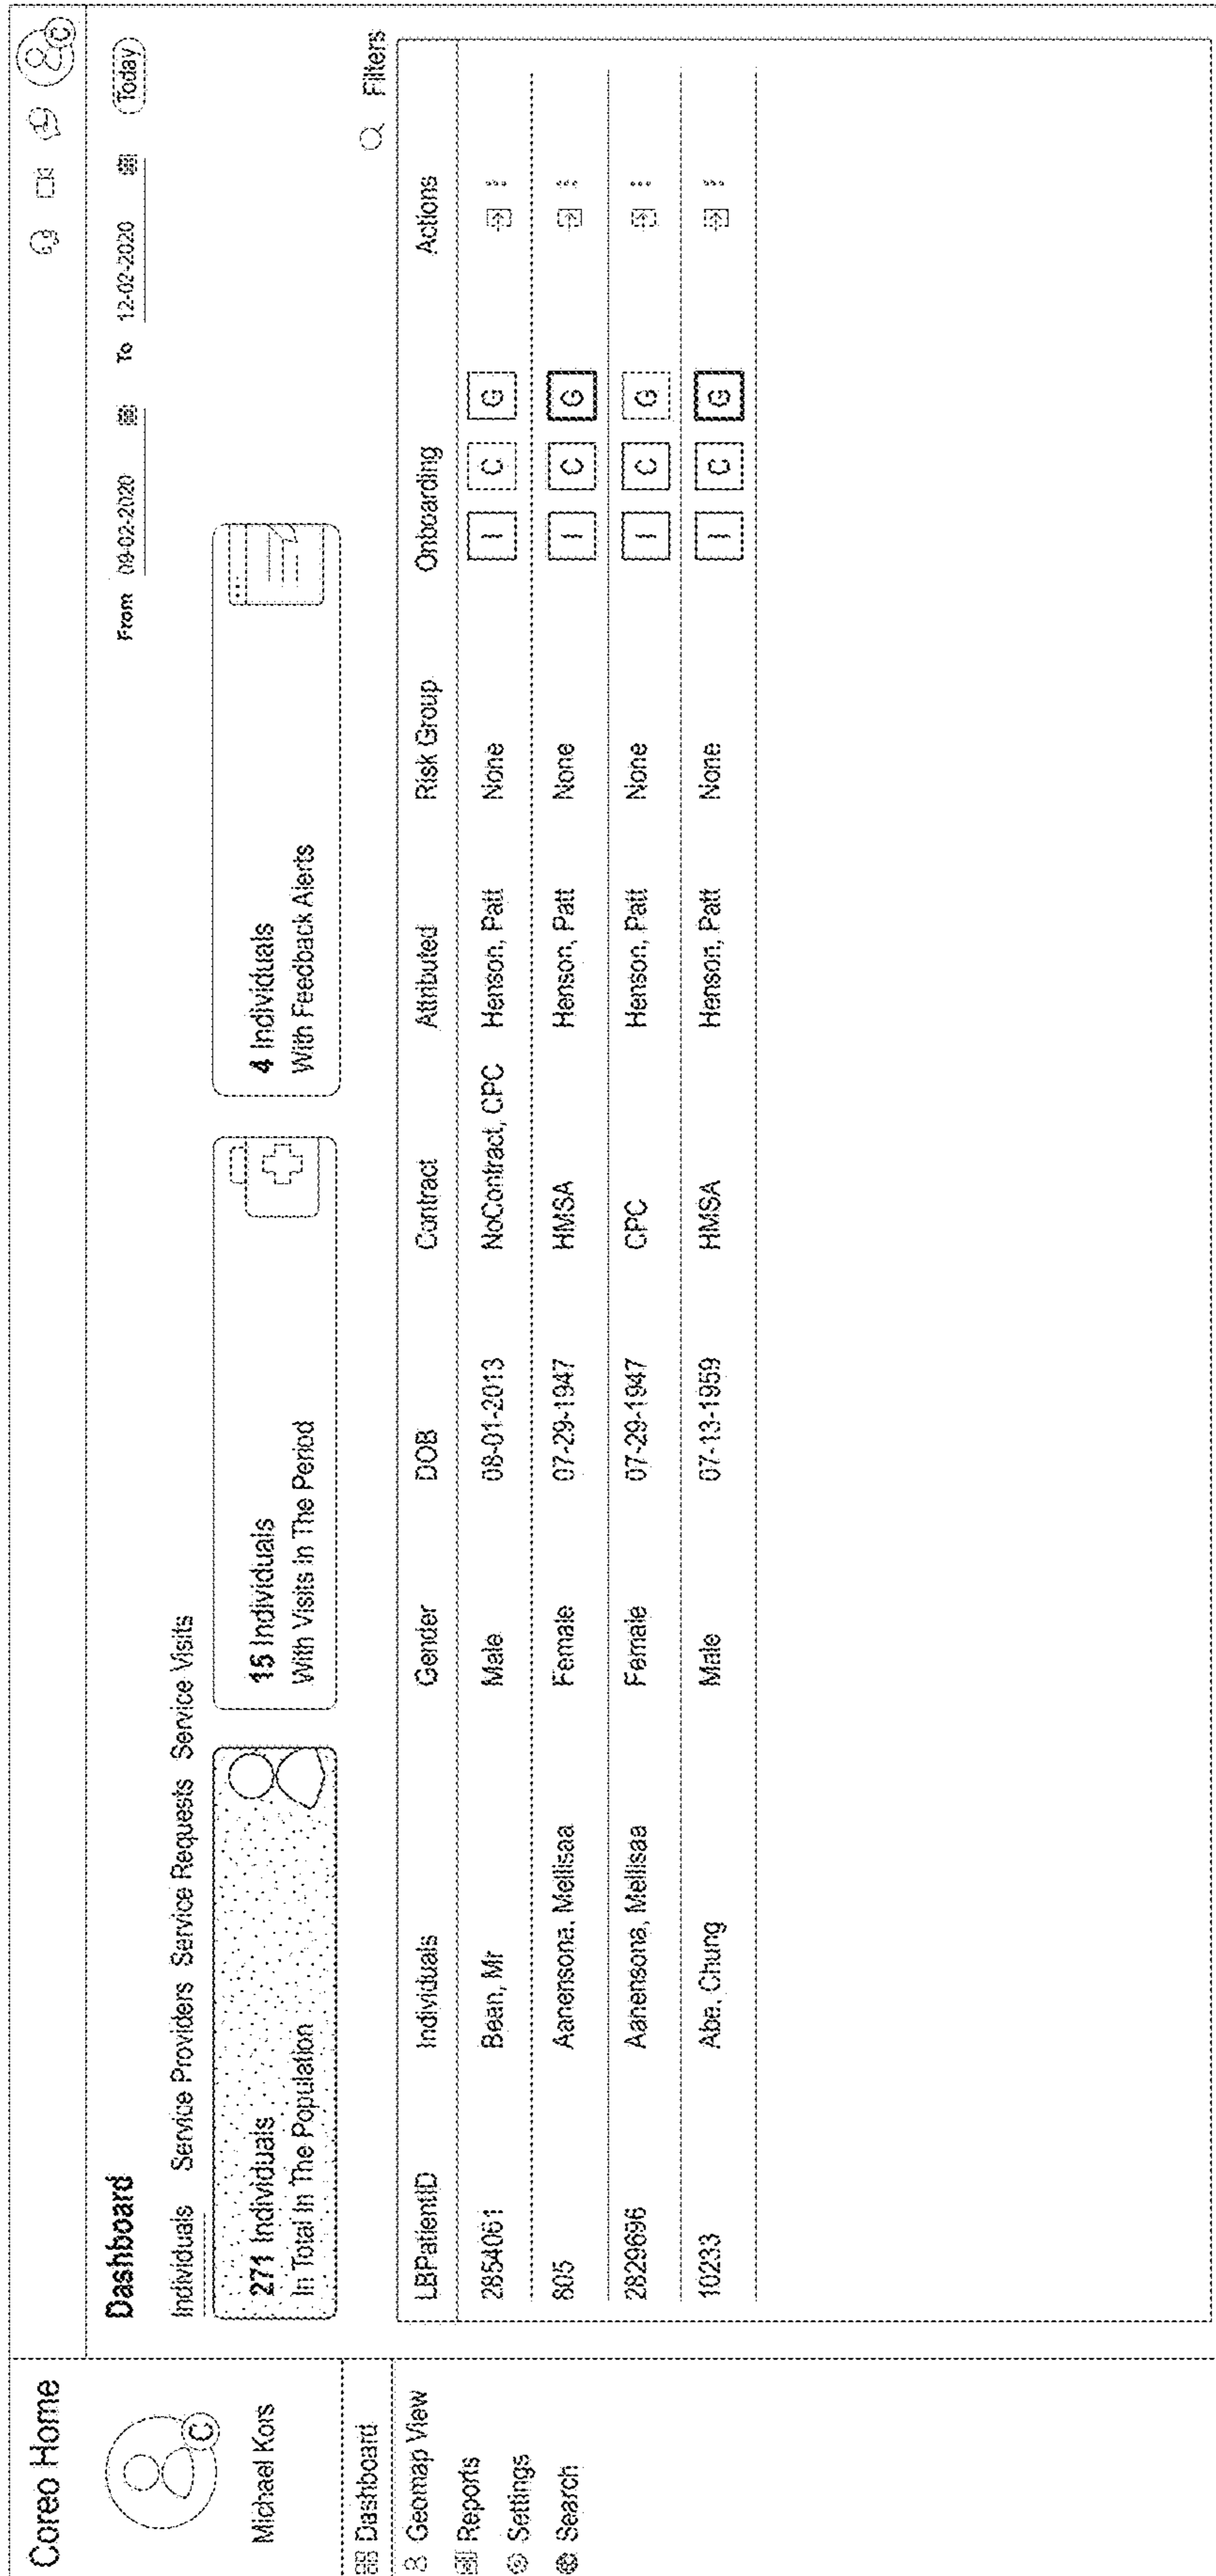 Coreo Home
Michael Kors
Dashboard
Geomap View
Reports
Settings
Search
Dashboard
From 09-02-2020 To 12-02-2020 Today
Individuals Service Providers Service Requests Service Visits
271 Individuals
In Total In The Population
15 Individuals
With Visits In The Period
4 Individuals
With Feedback Alerts
Filters
LBPatientID Individuals Gender DOB Contract Attributed Risk Group Onboarding Actions
2854061 Bean, Mr Male 08-01-2013 NoContract, CPC Henson, Patt None I C G
605 Aanensona, Mellisaa Female 07-29-1947 HMSA Henson, Patt None I C G
2829696 Aanensona, Mellisaa Female 07-29-1947 CPC Henson, Patt None I C G
10233 Abe, Chung Male 07-13-1959 HMSA Henson, Patt None I C G